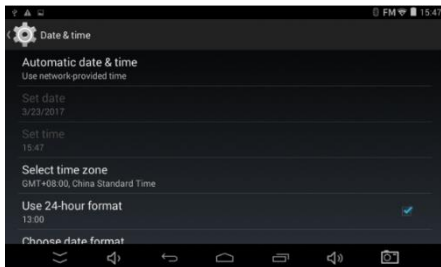 FM 15:47
Date & time
Automatic date & time
Use network-provided time
Set date
3/23/2017
Set time
15:47
Select time zone
GMT+08:00, China Standard Time
Use 24-hour format
13:00
Choose date format